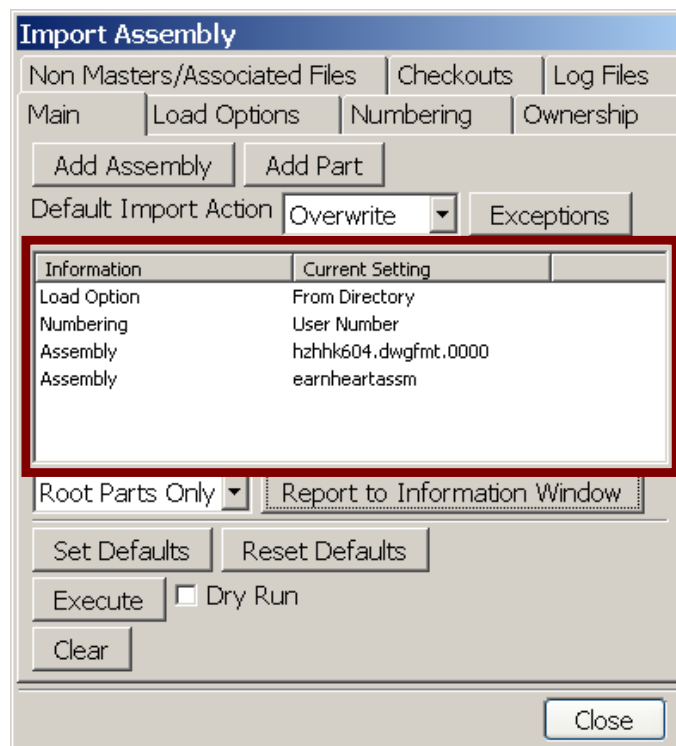 Import Assembly
Non Masters/Associated Files Checkouts Log Files
Main Load Options Numbering Ownership
Add Assembly Add Part
Default Import Action Overwrite Exceptions
Information Current Setting
Load Option From Directory
Numbering User Number
Assembly hzhhk604.dwgfmt.0000
Assembly earnheartassm
Root Parts Only Report to Information Window
Set Defaults Reset Defaults
Execute Dry Run
Clear
Close